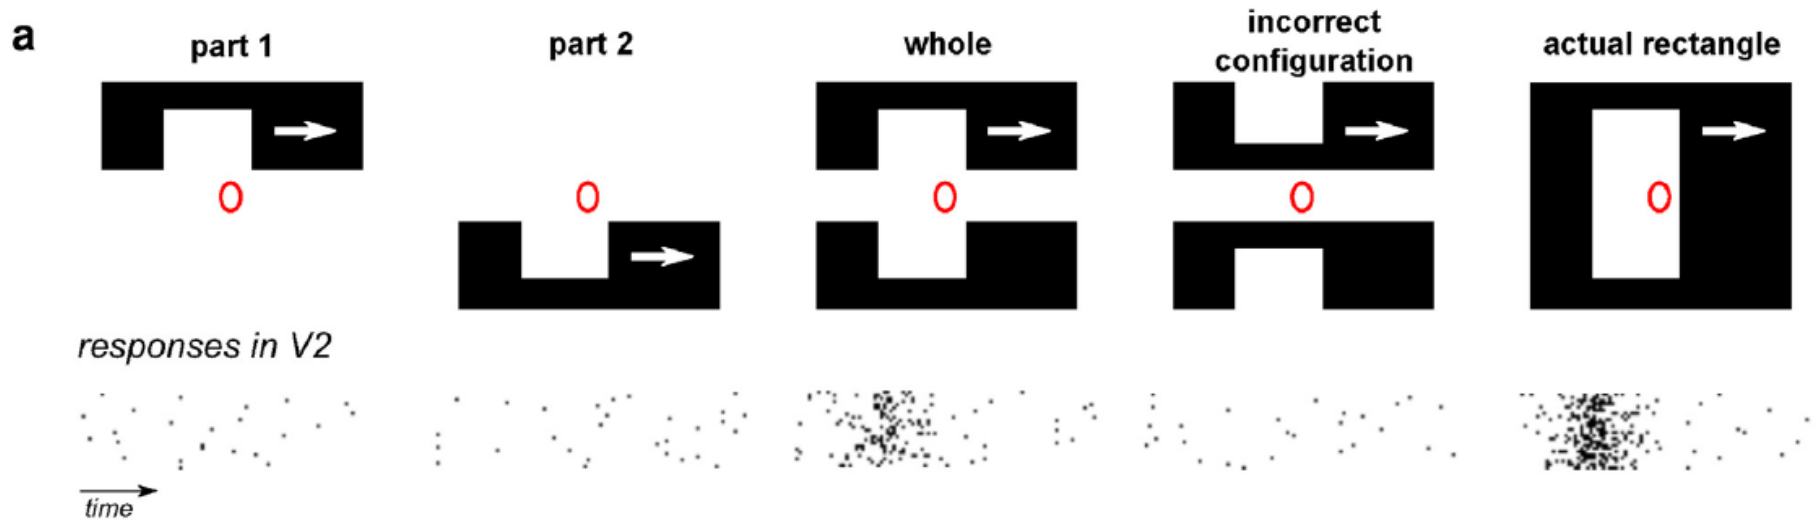 a
part 1
part 2
whole
incorrect
configuration
actual rectangle
responses in V2
time